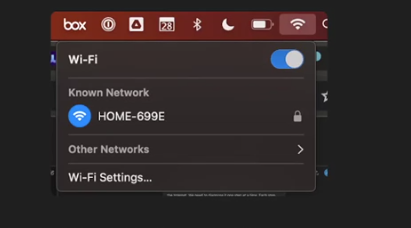 box
28
Wi-Fi
Known Network
HOME-699E
Other Networks
Wi-Fi Settings...